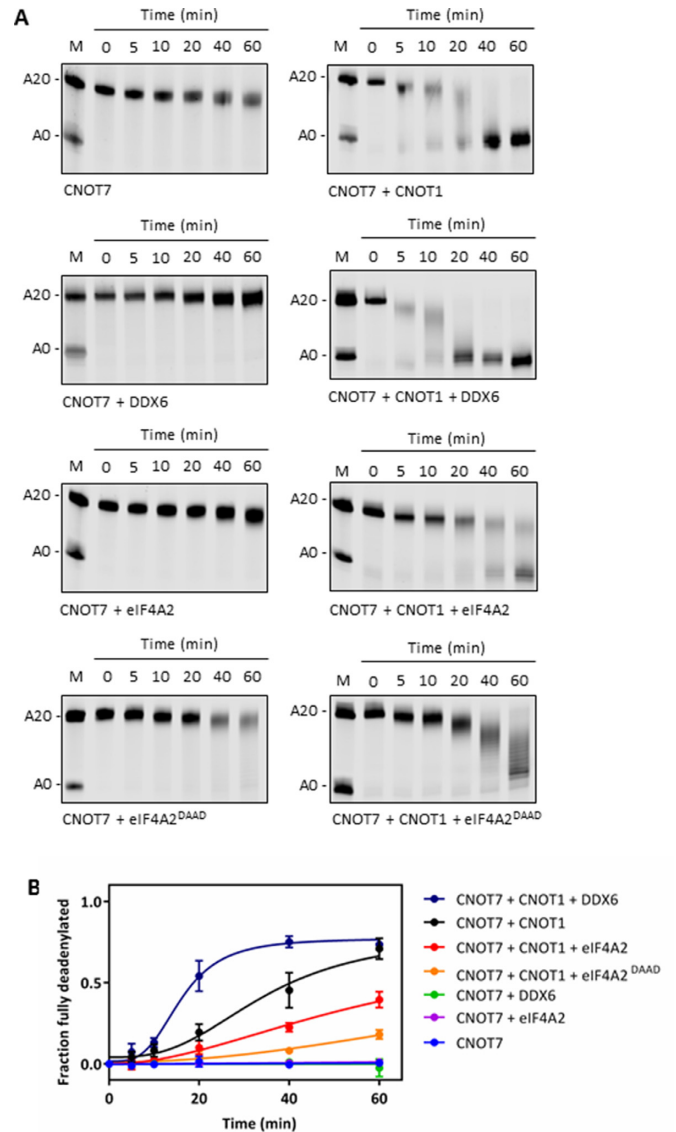 A
Time (min)
M 0 5 10 20 40 60
A20 -
A0 -
CNOT7
Time (min)
M 0 5 10 20 40 60
A20 -
A0 -
CNOT7 + CNOT1
Time (min)
M 0 5 10 20 40 60
A20 -
A0 -
CNOT7 + DDX6
Time (min)
M 0 5 10 20 40 60
A20 -
A0 -
CNOT7 + CNOT1 + DDX6
Time (min)
M 0 5 10 20 40 60
A20 -
A0 -
CNOT7 + eIF4A2
Time (min)
M 0 5 10 20 40 60
A20 -
A0 -
CNOT7 + CNOT1 + eIF4A2
Time (min)
M 0 5 10 20 40 60
A20 -
A0 -
CNOT7 + eIF4A2DAAD
Time (min)
M 0 5 10 20 40 60
A20 -
A0 -
CNOT7 + CNOT1 + eIF4A2DAAD
B
Fraction fully deadenylated
1.0
0.5
0.0
0 20 40 60
Time (min)
CNOT7 + CNOT1 + DDX6
CNOT7 + CNOT1
CNOT7 + CNOT1 + eIF4A2
CNOT7 + CNOT1 + eIF4A2 DAAD
CNOT7 + DDX6
CNOT7 + eIF4A2
CNOT7